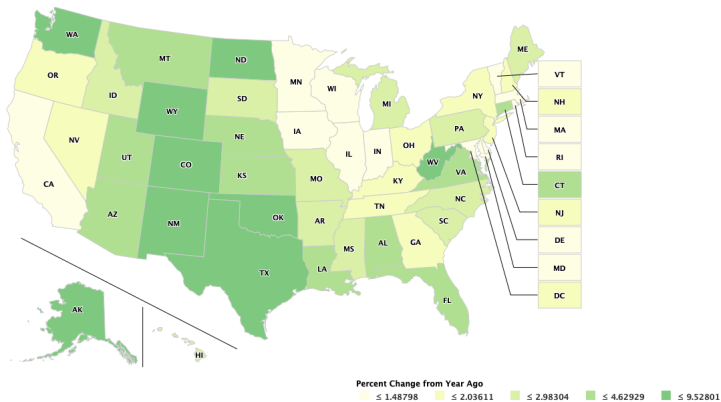 ME
WA
VT
MT
ND
MN
OR
WI
ID
SD
MI
NY
NH
WY
MA
PA
IA
NE
OH
NV
RI
IL
IN
UT
CO
WV
VA
KS
CA
MO
KY
CT
NC
TN
OK
AZ
NM
AR
SC
NJ
MS
AL
GA
DE
TX
LA
MD
FL
DC
AK
HI
Percent Change from Year Ago
≤ 1.48798 ≤ 2.03611 ≤ 2.98304 ≤ 4.62929 ≤ 9.52801